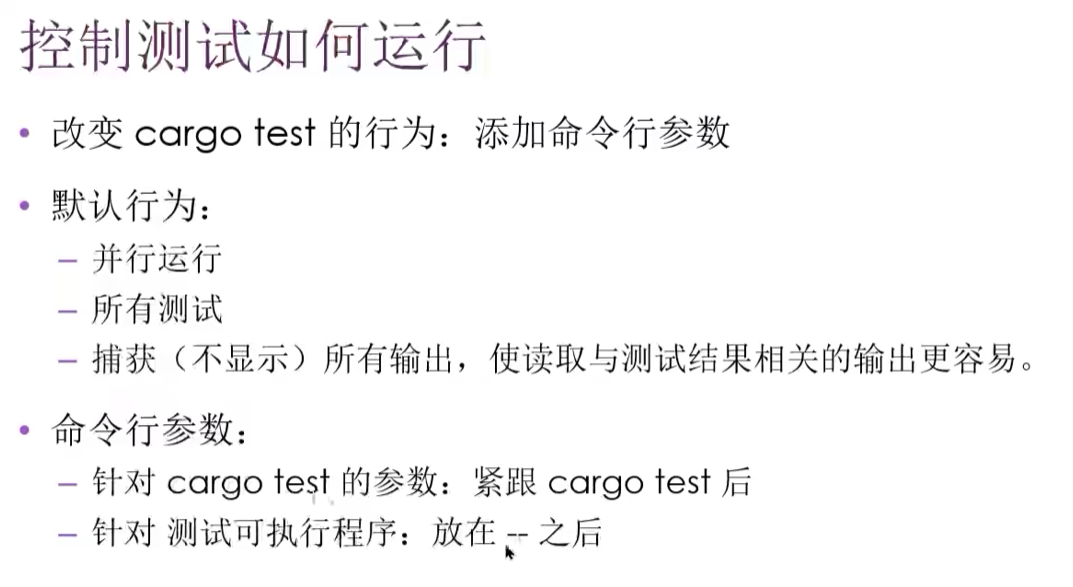 控制测试如何运行
• 改变 cargo test 的行为：添加命令行参数
• 默认行为：
– 并行运行
– 所有测试
– 捕获（不显示）所有输出，使读取与测试结果相关的输出更容易。
• 命令行参数：
– 针对 cargo test 的参数：紧跟 cargo test 后
– 针对 测试可执行程序：放在 -- 之后